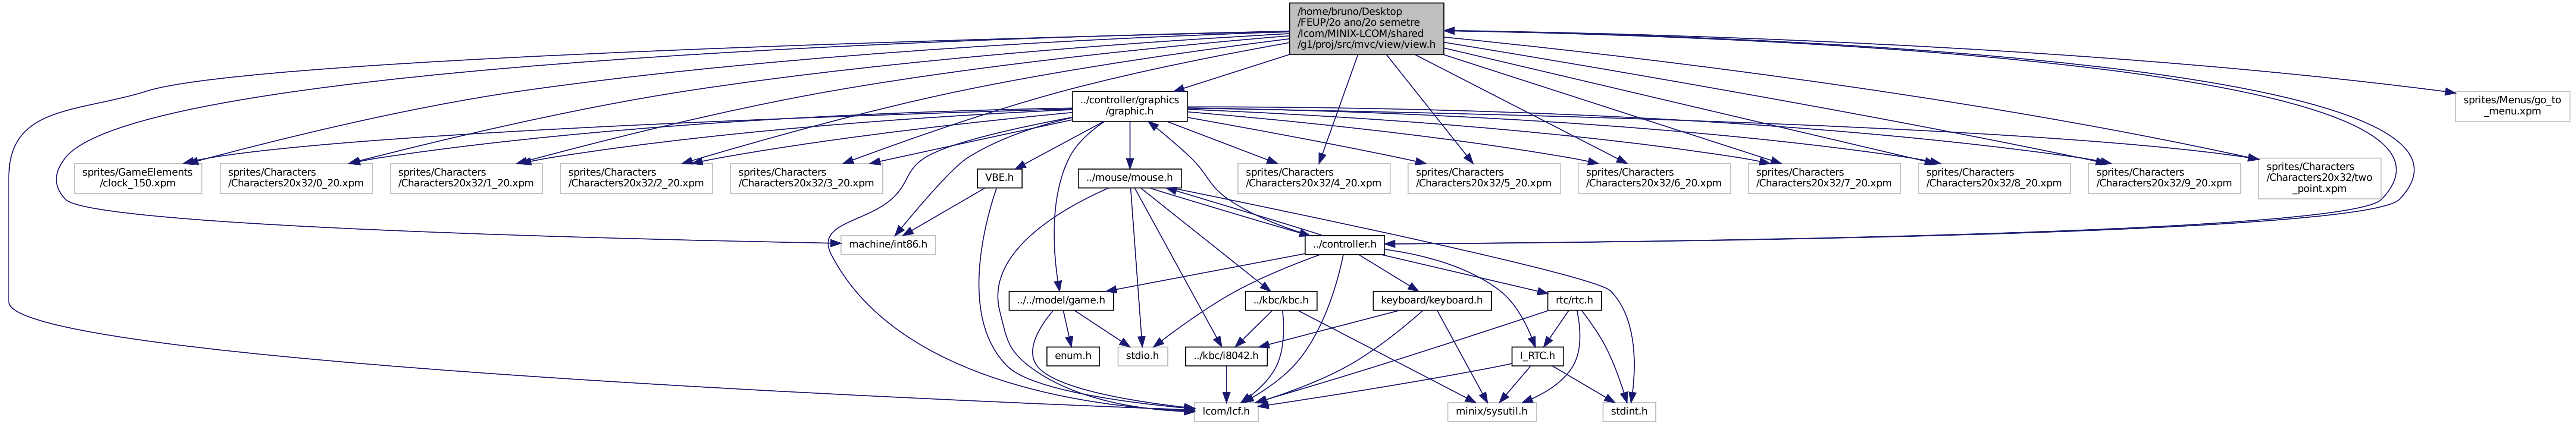 /home/bruno/Desktop
/FEUP/2o ano/2o semetre
/lcom/MINIX-LCOM/shared
/g1/proj/src/mvc/view/view.h
../controller/graphics
/graphic.h
sprites/Menus/go_to
_menu.xpm
sprites/GameElements
/clock_150.xpm
sprites/Characters
/Characters20x32/0_20.xpm
sprites/Characters
/Characters20x32/1_20.xpm
sprites/Characters
/Characters20x32/2_20.xpm
sprites/Characters
/Characters20x32/3_20.xpm
VBE.h
../mouse/mouse.h
sprites/Characters
/Characters20x32/4_20.xpm
sprites/Characters
/Characters20x32/5_20.xpm
sprites/Characters
/Characters20x32/6_20.xpm
sprites/Characters
/Characters20x32/7_20.xpm
sprites/Characters
/Characters20x32/8_20.xpm
sprites/Characters
/Characters20x32/9_20.xpm
sprites/Characters
/Characters20x32/two
_point.xpm
machine/int86.h
../controller.h
../../model/game.h
../kbc/kbc.h
keyboard/keyboard.h
rtc/rtc.h
enum.h
stdio.h
../kbc/i8042.h
I_RTC.h
lcom/lcf.h
minix/sysutil.h
stdint.h